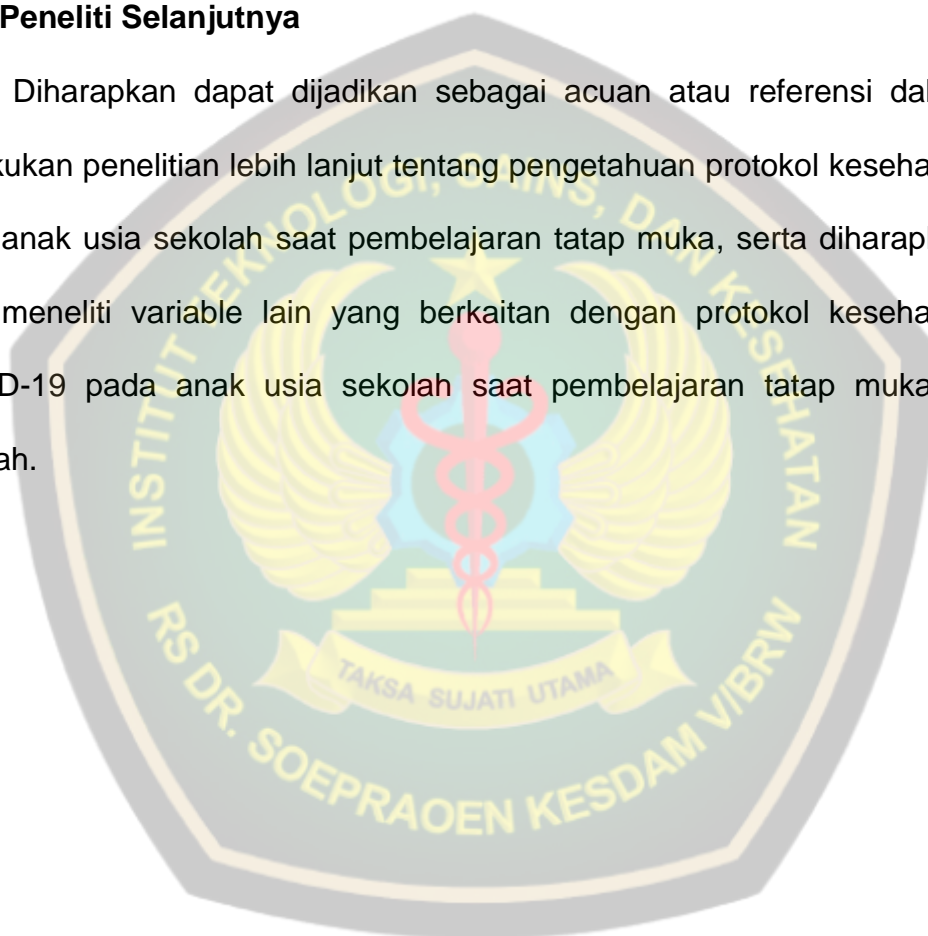 Peneliti Selanjutnya
Diharapkan dapat dijadikan sebagai acuan atau referensi dal
kukan penelitian lebih lanjut tentang pengetahuan protokol keseha
anak usia sekolah saat pembelajaran tatap muka, serta diharapl
meneliti variable lain yang berkaitan dengan protokol keseha
D-19 pada anak usia sekolah saat pembelajaran tatap muka
ah.
INSTITUT TEKNOLOGI, SAINS, DAN KESEHATAN
TAKSA SUJATI UTAMA
RS DR. SOEPRAOEN KESDAM V/BRW